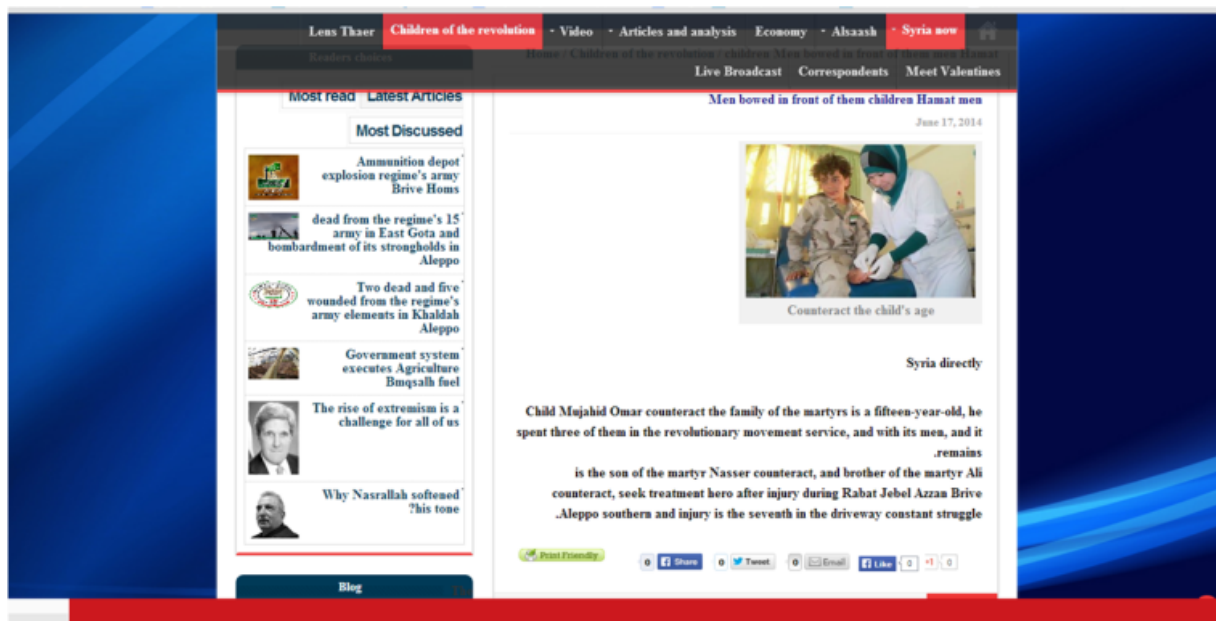 Lens Thaer Children of the revolution Video Articles and analysis Economy Alsaash Syria now
Readers choices
Home / Children of the revolution / children Men bowed in front of them men Hamat
Live Broadcast Correspondents Meet Valentines
Most read Latest Articles
Most Discussed
Ammunition depot
explosion regime's army
Brive Homs
dead from the regime's 15
army in East Gota and
bombardment of its strongholds in
Aleppo
Two dead and five
wounded from the regime's
army elements in Khaldah
Aleppo
Government system
executes Agriculture
Bmqsalh fuel
The rise of extremism is a
challenge for all of us
Why Nasrallah softened
?his tone
Blog
Men bowed in front of them children Hamat men
June 17, 2014
Counteract the child's age
Syria directly
Child Mujahid Omar counteract the family of the martyrs is a fifteen-year-old, he
spent three of them in the revolutionary movement service, and with its men, and it
.remains
is the son of the martyr Nasser counteract, and brother of the martyr Ali
counteract, seek treatment hero after injury during Rabat Jebel Azzan Brive
.Aleppo southern and injury is the seventh in the driveway constant struggle
Print Friendly 0 Share 0 Tweet 0 Email Like 0 +1 0